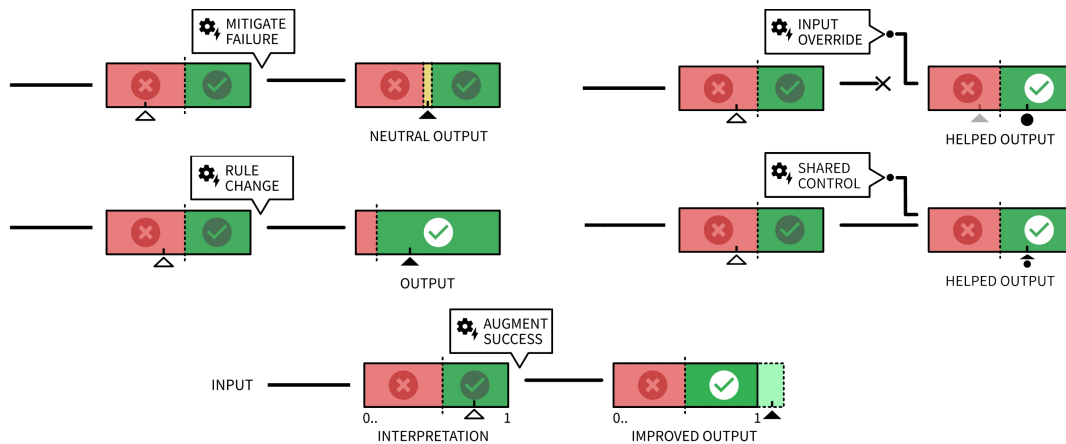 MITIGATE
FAILURE
NEUTRAL OUTPUT
INPUT
OVERRIDE
HELPED OUTPUT
RULE
CHANGE
OUTPUT
SHARED
CONTROL
HELPED OUTPUT
AUGMENT
SUCCESS
INPUT
0.. 1
INTERPRETATION
0.. 1
IMPROVED OUTPUT